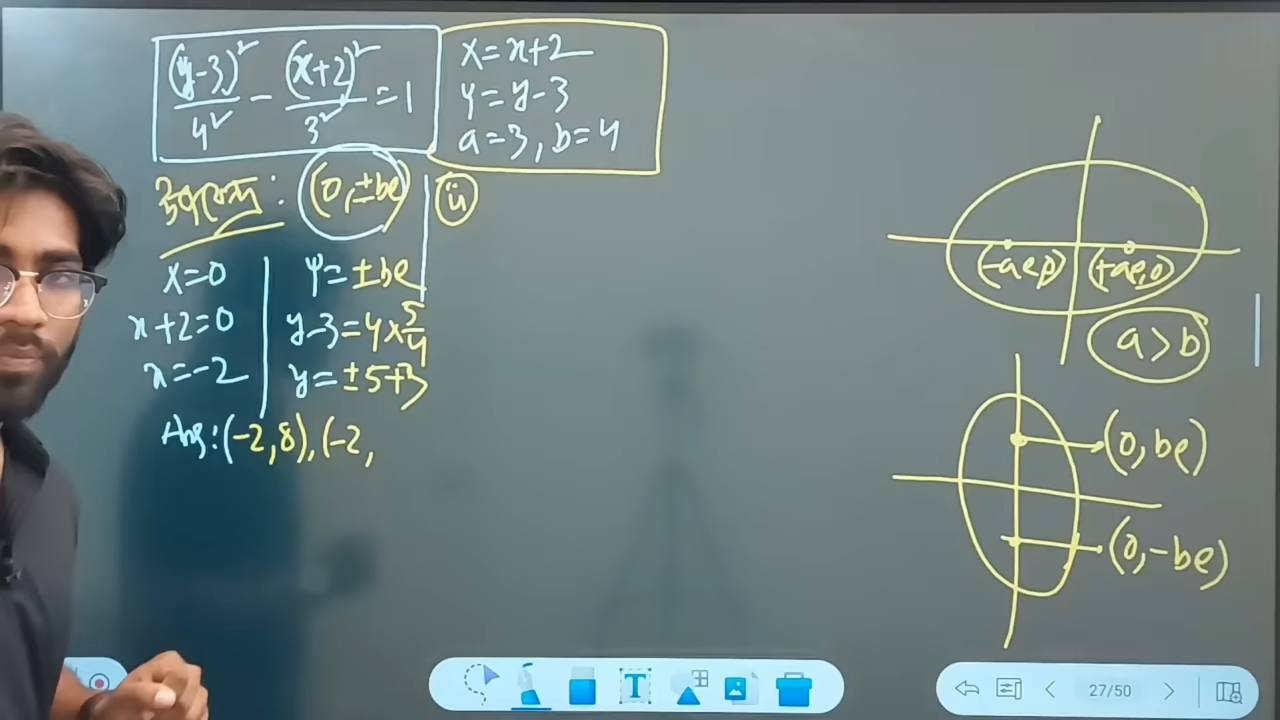 (y-3)²/4² - (x+2)²/3² = 1
X = x+2
Y = y-3
a=3, b=4
উপকেন্দ্র : (0, ±be)
ii
X=0
Y = ±be
x+2=0
y-3 = 4×5/4
x=-2
y = ±5+3
Ans: (-2,8), (-2,
(-ae,0) (+ae,0)
a>b
(0, be)
(0, -be)
T
27/50